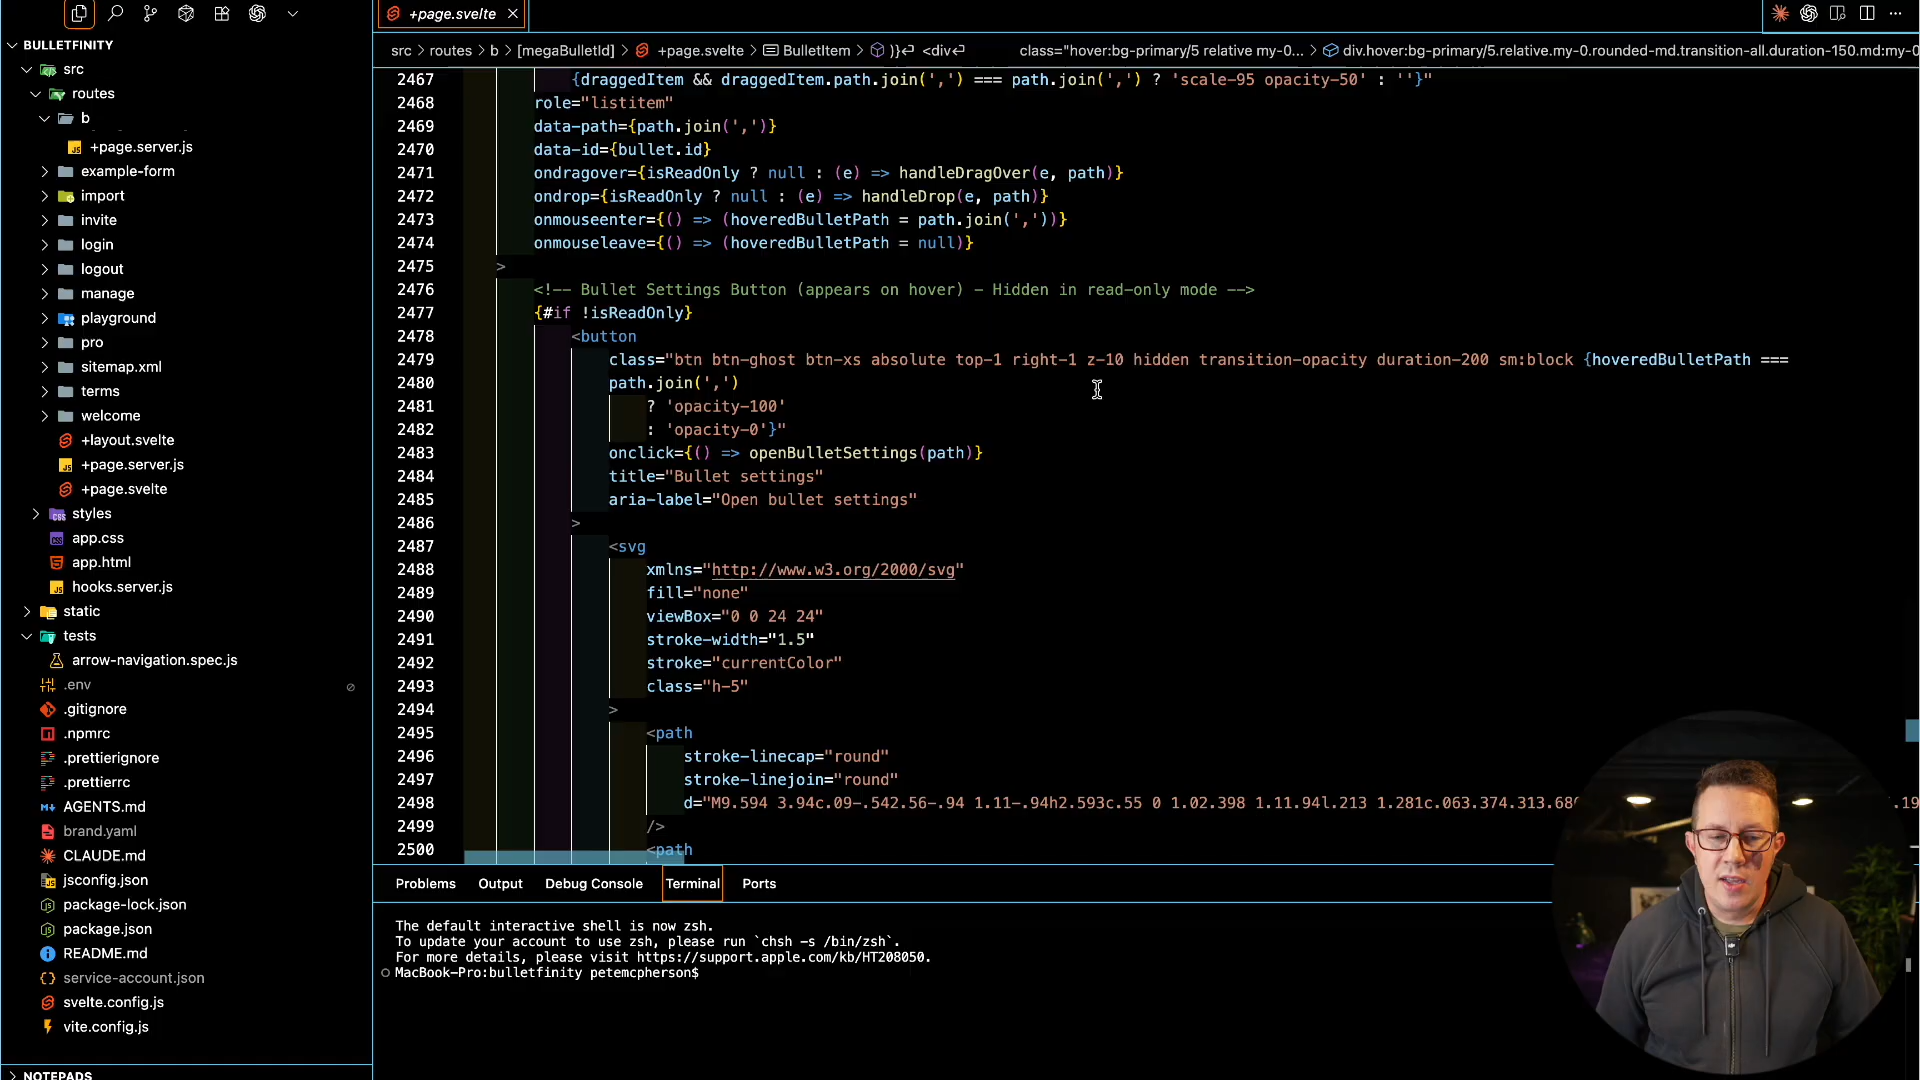 +page.svelte
BULLETFINITY
src
routes
b
+page.server.js
example-form
import
invite
login
logout
manage
playground
pro
sitemap.xml
terms
welcome
+layout.svelte
+page.server.js
+page.svelte
styles
app.css
app.html
hooks.server.js
static
tests
arrow-navigation.spec.js
.env
.gitignore
.npmrc
.prettierignore
.prettierrc
AGENTS.md
brand.yaml
CLAUDE.md
jsconfig.json
package-lock.json
package.json
README.md
service-account.json
svelte.config.js
vite.config.js
NOTEPADS
src > routes > b > [megaBulletId] > +page.svelte > BulletItem > )}↵ <div↵ class="hover:bg-primary/5 relative my-0... > div.hover:bg-primary/5.relative.my-0.rounded-md.transition-all.duration-150.md:my-0
2467 {draggedItem && draggedItem.path.join(',') === path.join(',') ? 'scale-95 opacity-50' : ''}"
2468 role="listitem"
2469 data-path={path.join(',')}
2470 data-id={bullet.id}
2471 ondragover={isReadOnly ? null : (e) => handleDragOver(e, path)}
2472 ondrop={isReadOnly ? null : (e) => handleDrop(e, path)}
2473 onmouseenter={() => (hoveredBulletPath = path.join(','))}
2474 onmouseleave={() => (hoveredBulletPath = null)}
2475 >
2476 <!-- Bullet Settings Button (appears on hover) - Hidden in read-only mode -->
2477 {#if !isReadOnly}
2478 <button
2479 class="btn btn-ghost btn-xs absolute top-1 right-1 z-10 hidden transition-opacity duration-200 sm:block {hoveredBulletPath ===
2480 path.join(',')
2481 ? 'opacity-100'
2482 : 'opacity-0'}"
2483 onclick={() => openBulletSettings(path)}
2484 title="Bullet settings"
2485 aria-label="Open bullet settings"
2486 >
2487 <svg
2488 xmlns="http://www.w3.org/2000/svg"
2489 fill="none"
2490 viewBox="0 0 24 24"
2491 stroke-width="1.5"
2492 stroke="currentColor"
2493 class="h-5"
2494 >
2495 <path
2496 stroke-linecap="round"
2497 stroke-linejoin="round"
2498 d="M9.594 3.94c.09-.542.56-.94 1.11-.94h2.593c.55 0 1.02.398 1.11.94l.213 1.281c.063.374.313.686 .19
2499 />
2500 <path
Problems Output Debug Console Terminal Ports
The default interactive shell is now zsh.
To update your account to use zsh, please run `chsh -s /bin/zsh`.
For more details, please visit https://support.apple.com/kb/HT208050.
MacBook-Pro:bulletfinity petemcpherson$